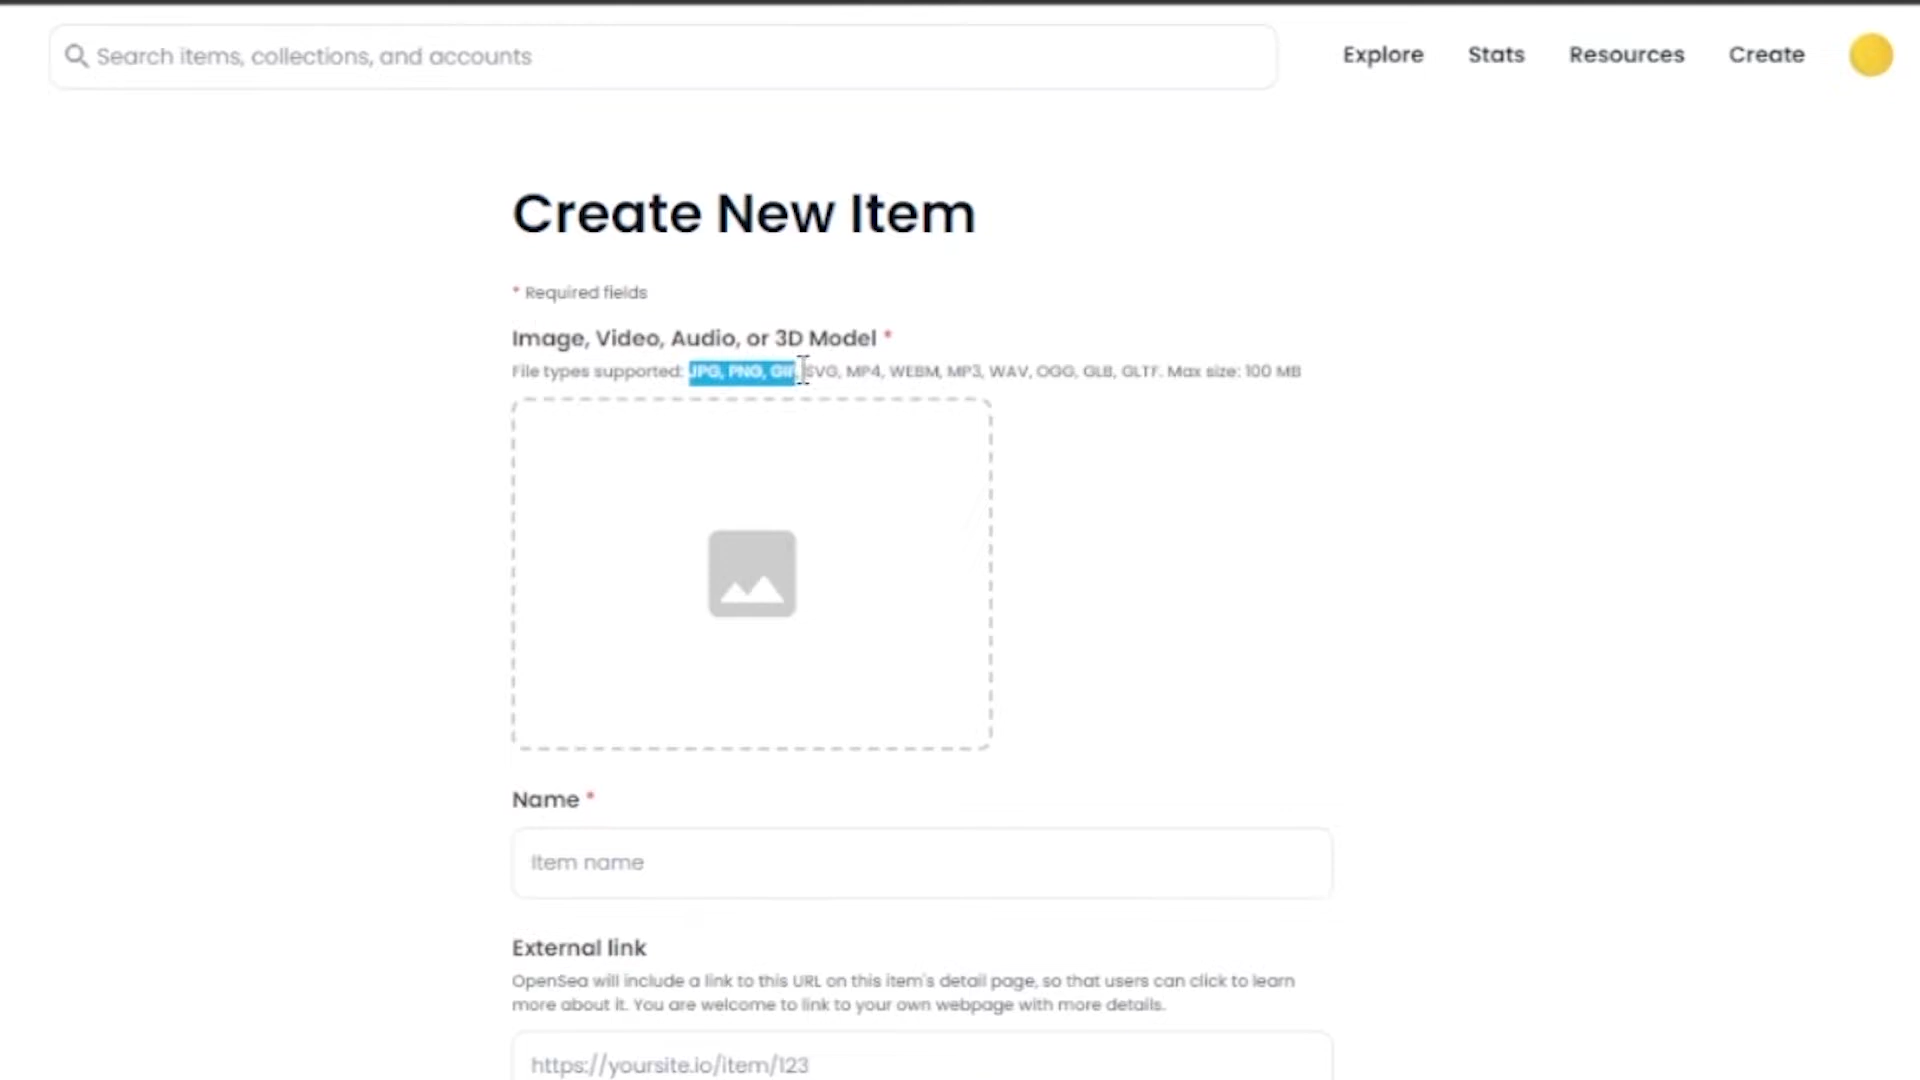 Search items, collections, and accounts
Explore
Stats
Resources
Create
Create New Item
* Required fields
Image, Video, Audio, or 3D Model *
File types supported: JPG, PNG, GIF, SVG, MP4, WEBM, MP3, WAV, OGG, GLB, GLTF. Max size: 100 MB
Name *
Item name
External link
OpenSea will include a link to this URL on this item's detail page, so that users can click to learn
more about it. You are welcome to link to your own webpage with more details.
https://yoursite.io/item/123